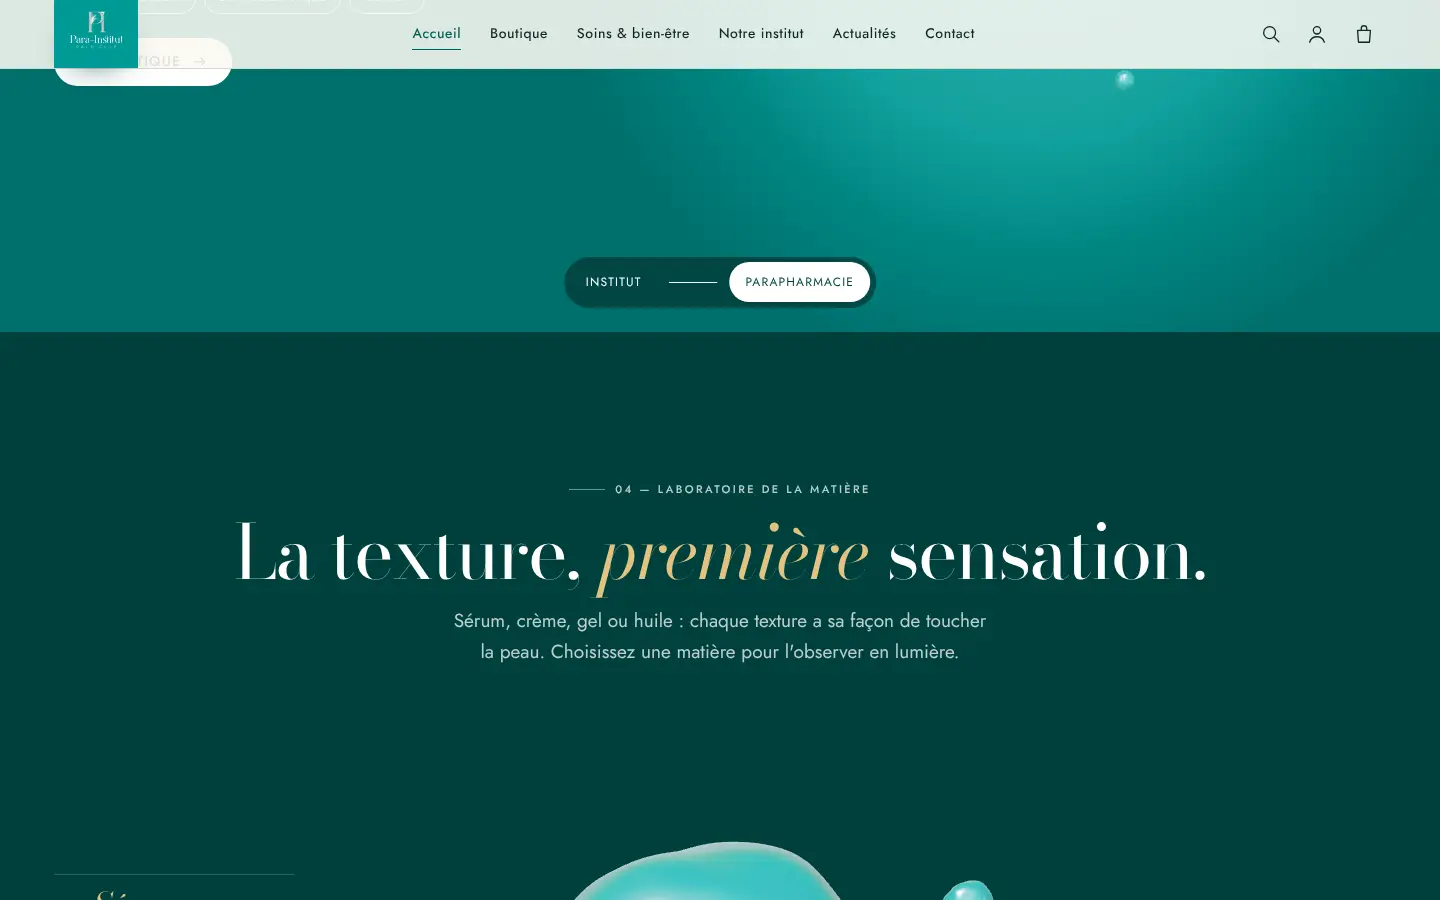 Para-Institut
Accueil
Boutique
Soins & bien-être
Notre institut
Actualités
Contact
TIQUE →
INSTITUT
PARAPHARMACIE
04 — LABORATOIRE DE LA MATIÈRE
La texture, première sensation.
Sérum, crème, gel ou huile : chaque texture a sa façon de toucher
la peau. Choisissez une matière pour l'observer en lumière.